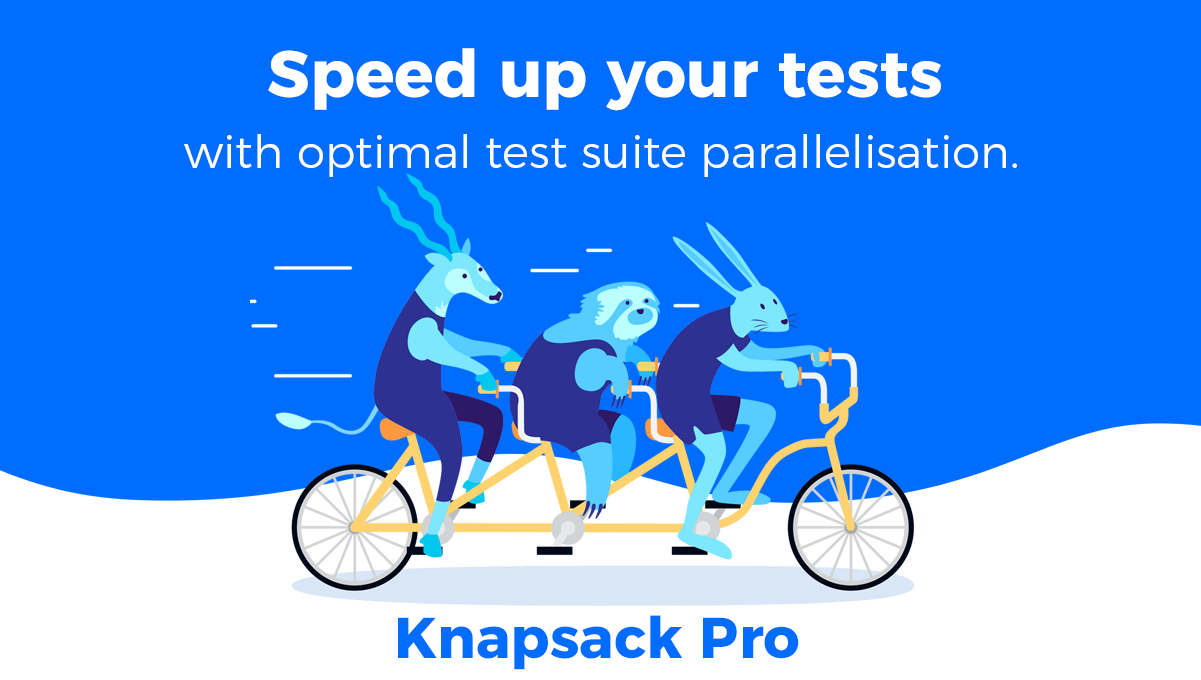 Speed up your tests
with optimal test suite parallelisation.
Knapsack Pro